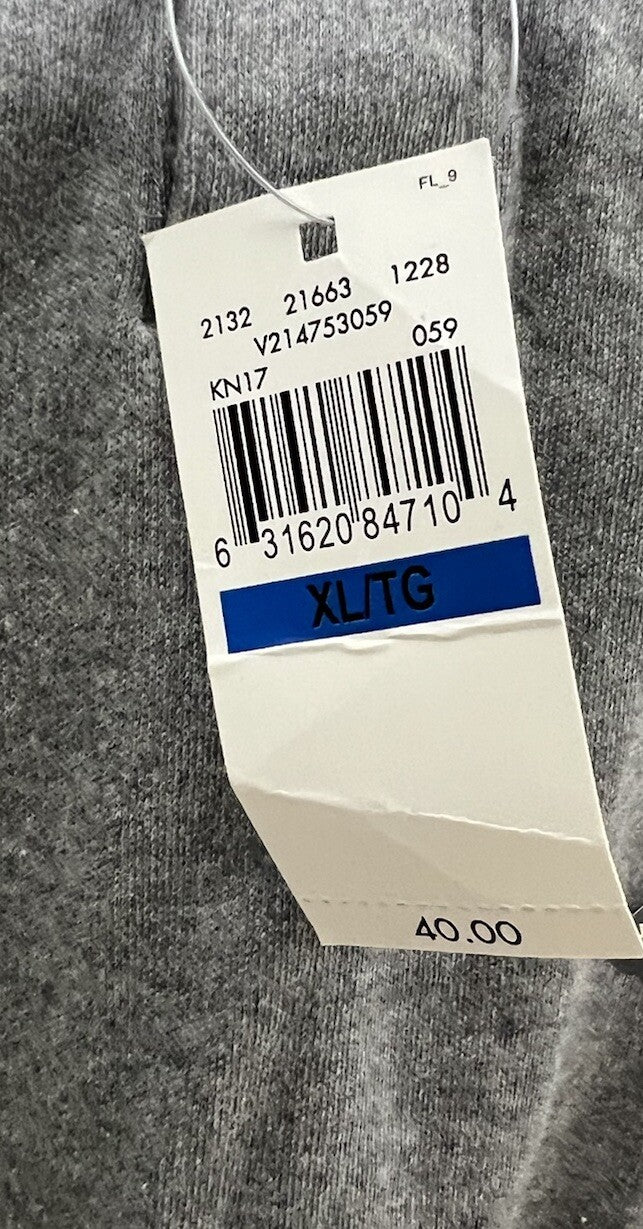 FL_9
2132 21663 1228
V214753059
KN17 059
6 31620 84710 4
XL/TG
40.00